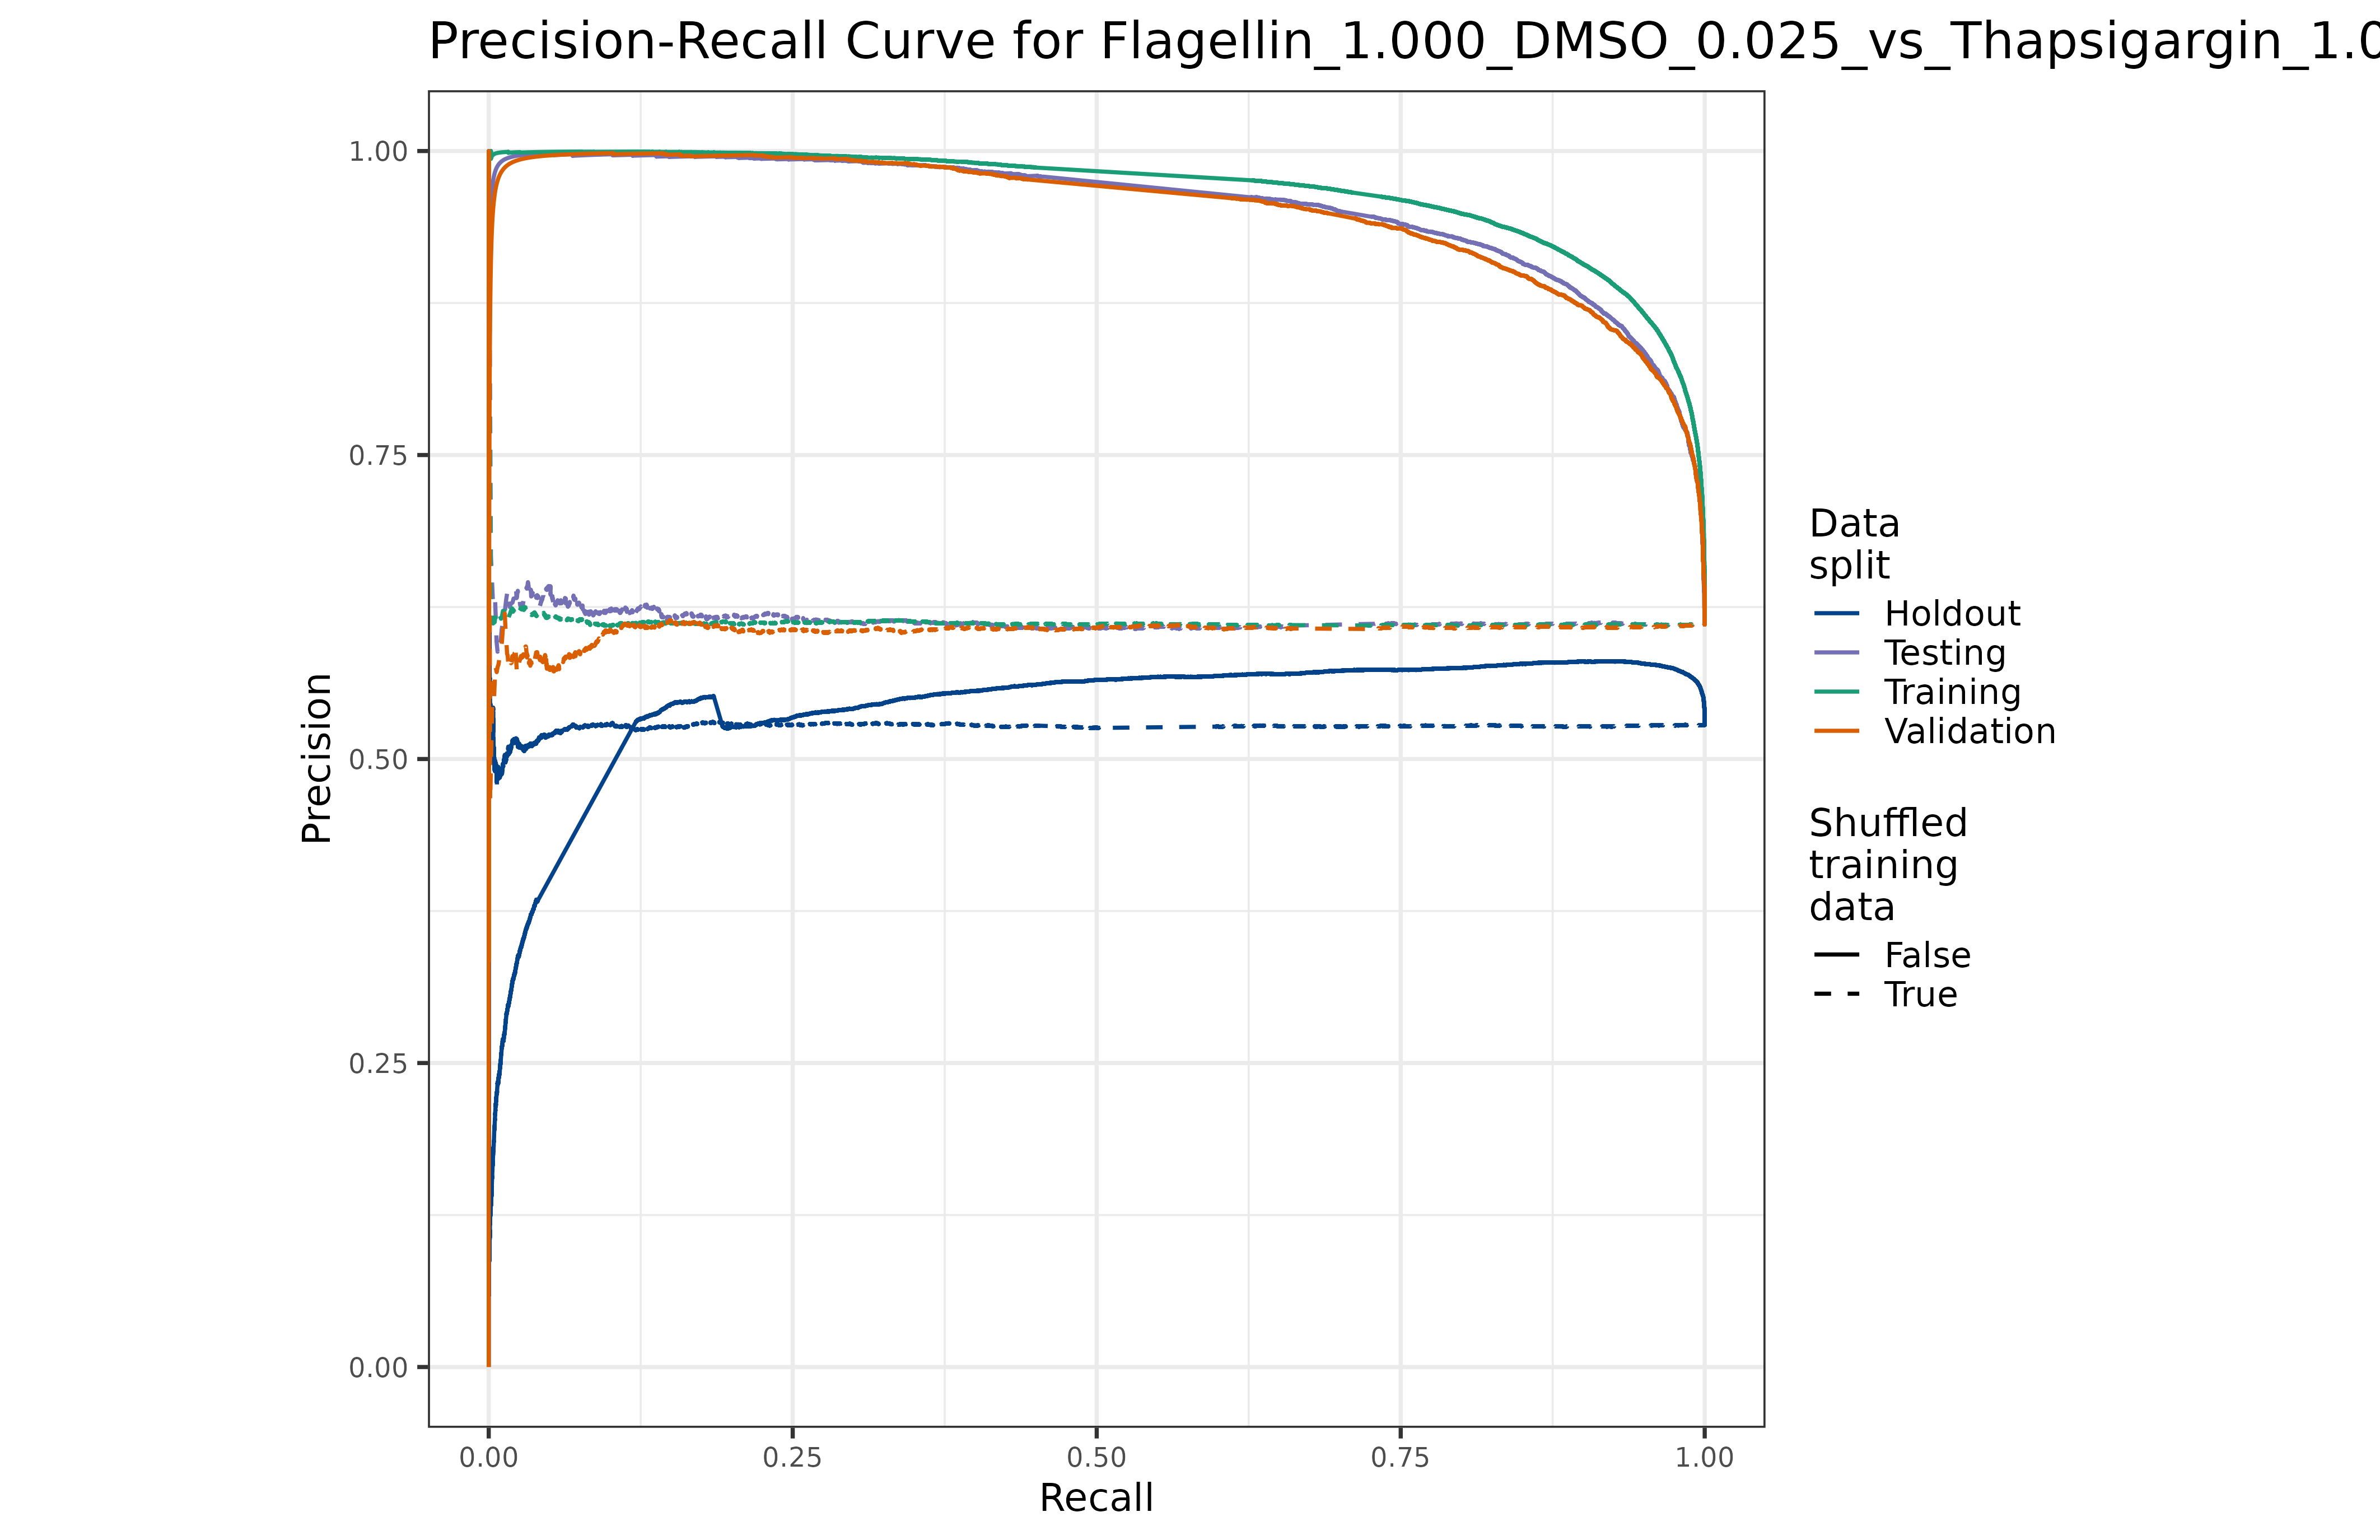 Precision-Recall Curve for Flagellin_1.000_DMSO_0.025_vs_Thapsigargin_1.0
1.00
0.75
0.50
0.25
0.00
Precision
0.00 0.25 0.50 0.75 1.00
Recall
Data
split
Holdout
Testing
Training
Validation
Shuffled
training
data
False
True